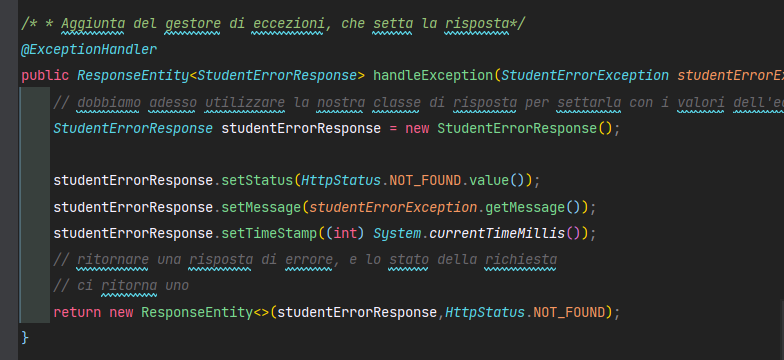 /* * Aggiunta del gestore di eccezioni, che setta la risposta*/
@ExceptionHandler
public ResponseEntity<StudentErrorResponse> handleException(StudentErrorException studentErrorEx
// dobbiamo adesso utilizzare la nostra classe di risposta per settarla con i valori dell'ec
StudentErrorResponse studentErrorResponse = new StudentErrorResponse();
studentErrorResponse.setStatus(HttpStatus.NOT_FOUND.value());
studentErrorResponse.setMessage(studentErrorException.getMessage());
studentErrorResponse.setTimeStamp((int) System.currentTimeMillis());
// ritornare una risposta di errore, e lo stato della richiesta
// ci ritorna uno
return new ResponseEntity<>(studentErrorResponse,HttpStatus.NOT_FOUND);
}